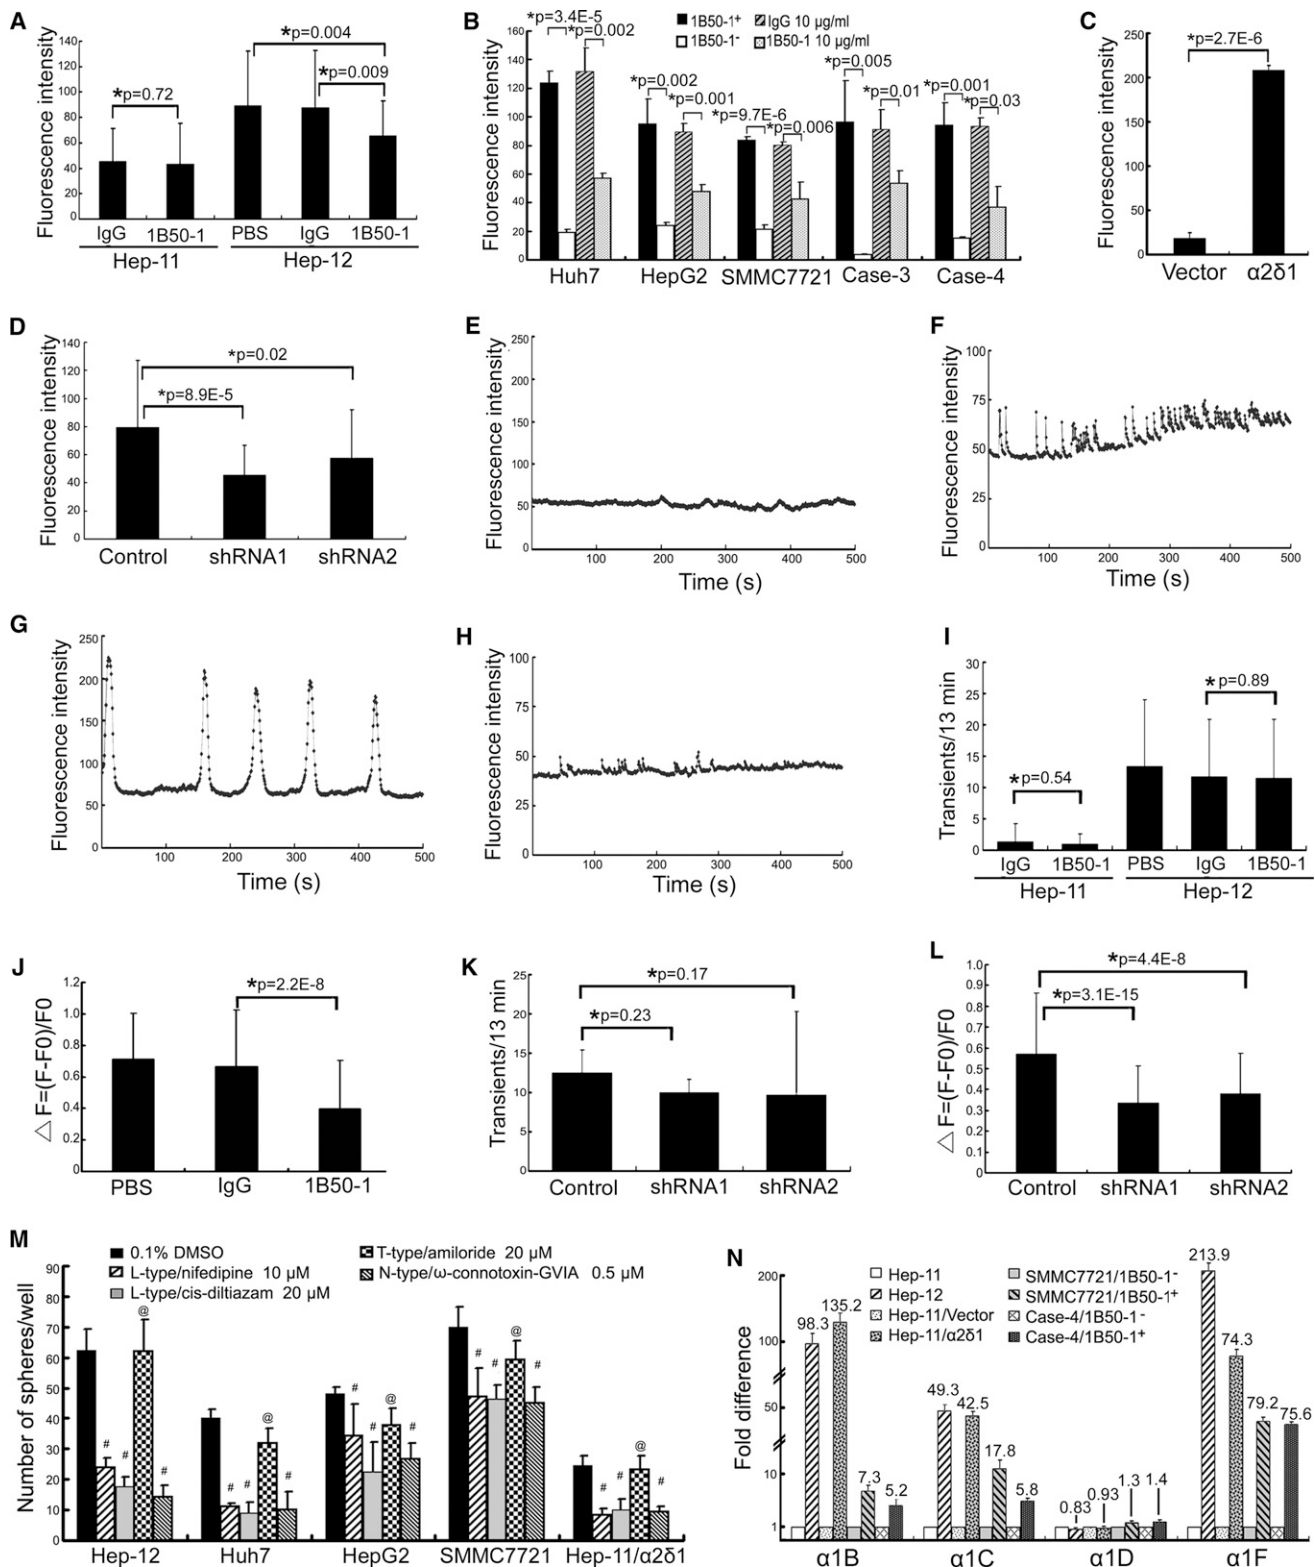 A
Fluorescence intensity
140
120
100
80
60
40
20
0
*p=0.72
*p=0.004
*p=0.009
IgG 1B50-1 PBS IgG 1B50-1
Hep-11 Hep-12
B
Fluorescence intensity
160
140
120
100
80
60
40
20
0
1B50-1+ IgG 10 µg/ml
1B50-1- 1B50-1 10 µg/ml
*p=3.4E-5
*p=0.002
*p=0.002
*p=0.001
*p=9.7E-6
*p=0.006
*p=0.005
*p=0.01
*p=0.001
*p=0.03
Huh7 HepG2 SMMC7721 Case-3 Case-4
C
Fluorescence intensity
250
200
150
100
50
0
*p=2.7E-6
Vector α2δ1
D
Fluorescence intensity
140
120
100
80
60
40
20
0
*p=0.02
*p=8.9E-5
Control shRNA1 shRNA2
E
Fluorescence intensity
250
200
150
100
50
0
100 200 300 400 500
Time (s)
F
Fluorescence intensity
100
75
50
25
0
100 200 300 400 500
Time (s)
G
Fluorescence intensity
250
200
150
100
50
0
100 200 300 400 500
Time (s)
H
Fluorescence intensity
100
75
50
25
0
100 200 300 400 500
Time (s)
I
Transients/13 min
30
25
20
15
10
5
0
*p=0.54
*p=0.89
IgG 1B50-1 PBS IgG 1B50-1
Hep-11 Hep-12
J
△F=(F-F0)/F0
1.2
1.0
0.8
0.6
0.4
0.2
0
*p=2.2E-8
PBS IgG 1B50-1
K
Transients/13 min
25
20
15
10
5
0
*p=0.17
*p=0.23
Control shRNA1 shRNA2
L
△F=(F-F0)/F0
1.0
0.9
0.8
0.7
0.6
0.5
0.4
0.3
0.2
0.1
0
*p=4.4E-8
*p=3.1E-15
Control shRNA1 shRNA2
M
Number of spheres/well
90
80
70
60
50
40
30
20
10
0
0.1% DMSO
L-type/nifedipine 10 µM
L-type/cis-diltiazam 20 µM
T-type/amiloride 20 µM
N-type/ω-connotoxin-GVIA 0.5 µM
# # @ #
# # @ #
# # @ #
# # @ #
# # @ #
Hep-12 Huh7 HepG2 SMMC7721 Hep-11/α2δ1
N
Fold difference
200
100
50
10
1
Hep-11
Hep-12
Hep-11/Vector
Hep-11/α2δ1
SMMC7721/1B50-1-
SMMC7721/1B50-1+
Case-4/1B50-1-
Case-4/1B50-1+
98.3 135.2 7.3 5.2
49.3 42.5 17.8 5.8
0.83 0.93 1.3 1.4
213.9 74.3 79.2 75.6
α1B α1C α1D α1F